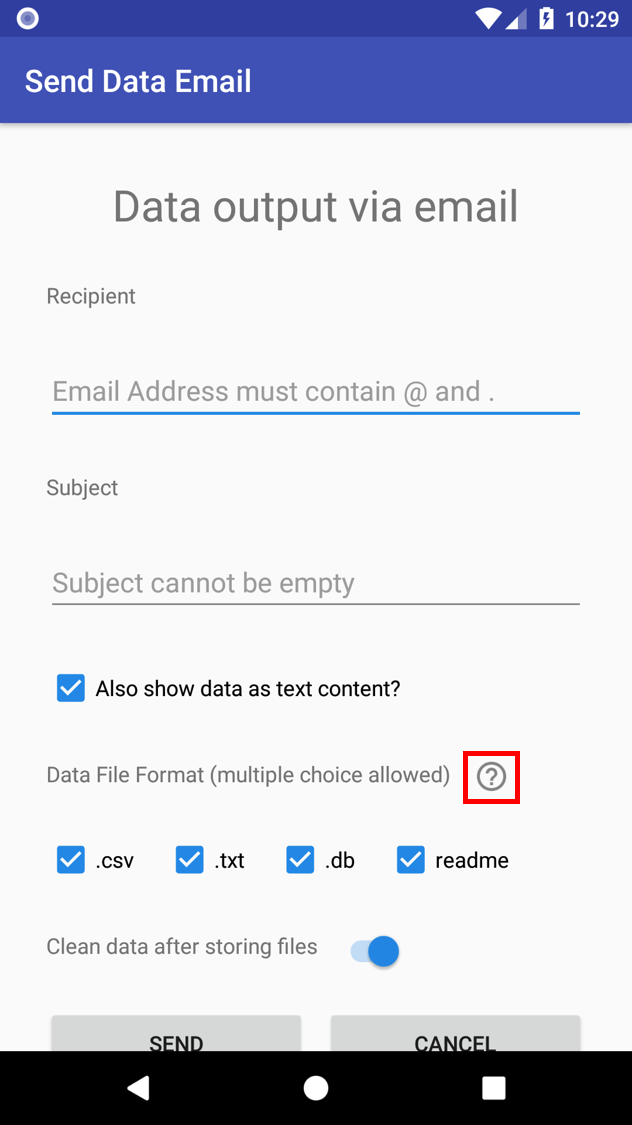 10:29
Send Data Email
Data output via email
Recipient
Email Address must contain @ and .
Subject
Subject cannot be empty
Also show data as text content?
Data File Format (multiple choice allowed)
.csv .txt .db readme
Clean data after storing files
SEND CANCEL